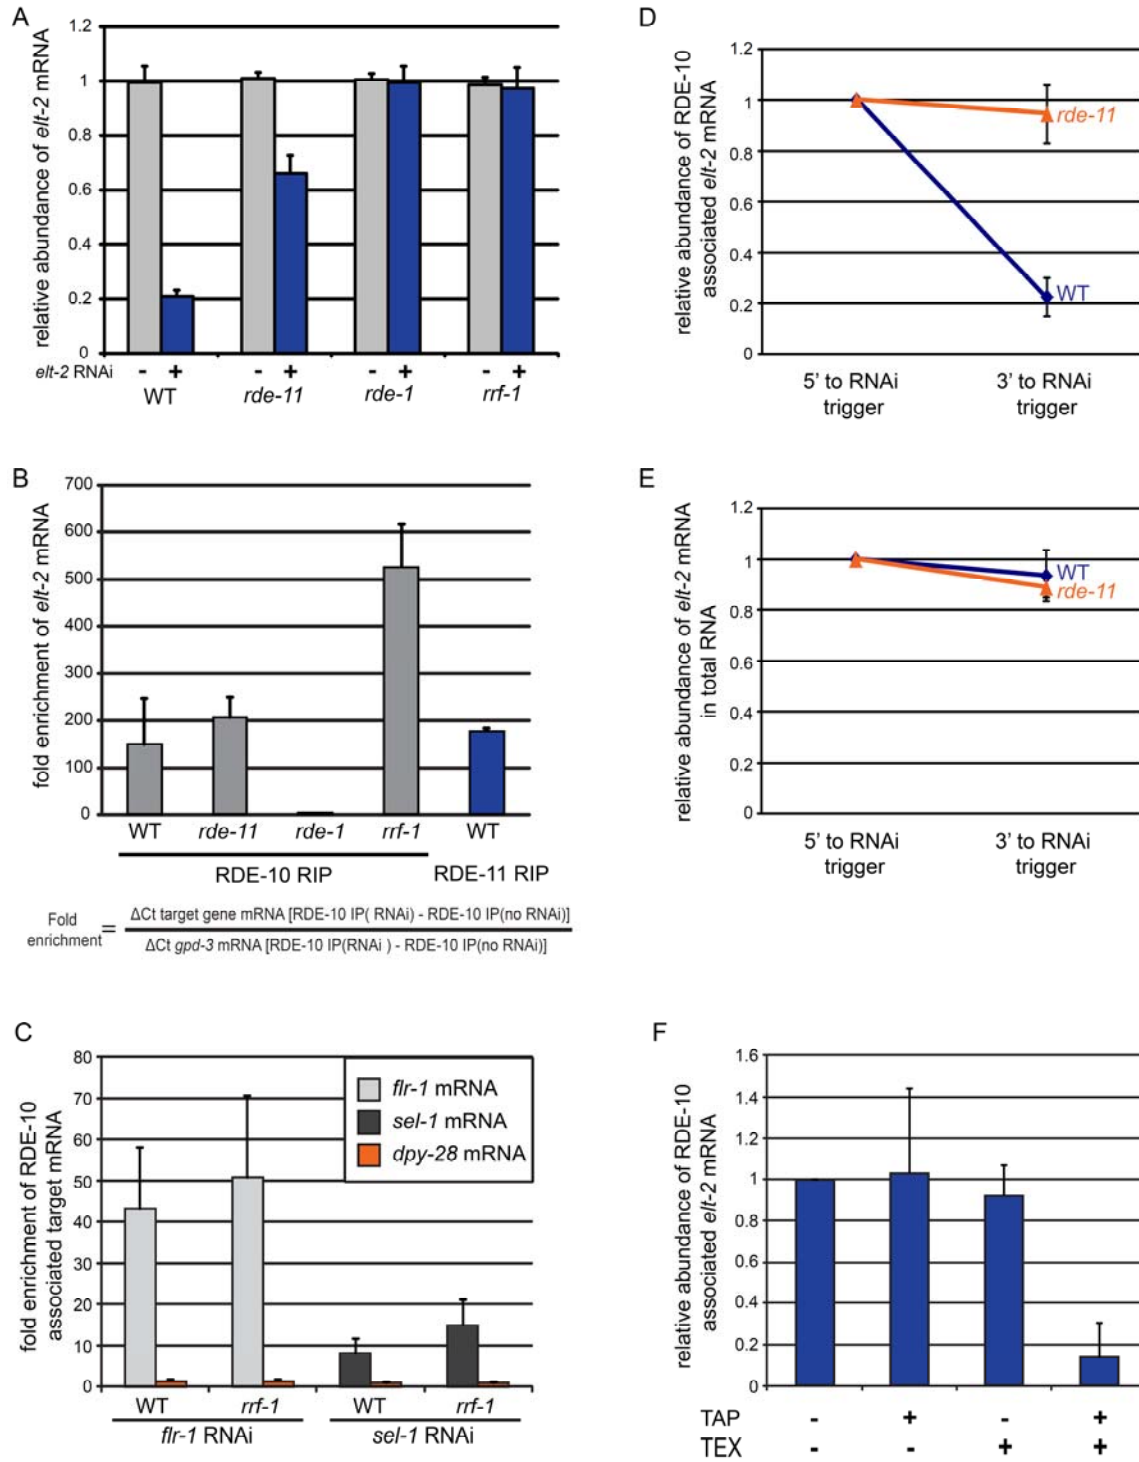 A
relative abundance of elt-2 mRNA
1.2
1
0.8
0.6
0.4
0.2
0
elt-2 RNAi - + - + - + - +
WT rde-11 rde-1 rrf-1
B
fold enrichment of elt-2 mRNA
700
600
500
400
300
200
100
0
WT rde-11 rde-1 rrf-1 WT
RDE-10 RIP RDE-11 RIP
Fold enrichment =
ΔCt target gene mRNA [RDE-10 IP( RNAi) - RDE-10 IP(no RNAi)]
ΔCt gpd-3 mRNA [RDE-10 IP(RNAi ) - RDE-10 IP(no RNAi)]
C
fold enrichment of RDE-10
associated target mRNA
80
70
60
50
40
30
20
10
0
flr-1 mRNA
sel-1 mRNA
dpy-28 mRNA
WT rrf-1 WT rrf-1
flr-1 RNAi sel-1 RNAi
D
relative abundance of RDE-10
associated elt-2 mRNA
1.2
1
0.8
0.6
0.4
0.2
0
rde-11
WT
5' to RNAi
trigger
3' to RNAi
trigger
E
relative abundance of elt-2 mRNA
in total RNA
1.2
1
0.8
0.6
0.4
0.2
0
WT
rde-11
5' to RNAi
trigger
3' to RNAi
trigger
F
relative abundance of RDE-10
associated elt-2 mRNA
1.6
1.4
1.2
1
0.8
0.6
0.4
0.2
0
TAP - + - +
TEX - - + +